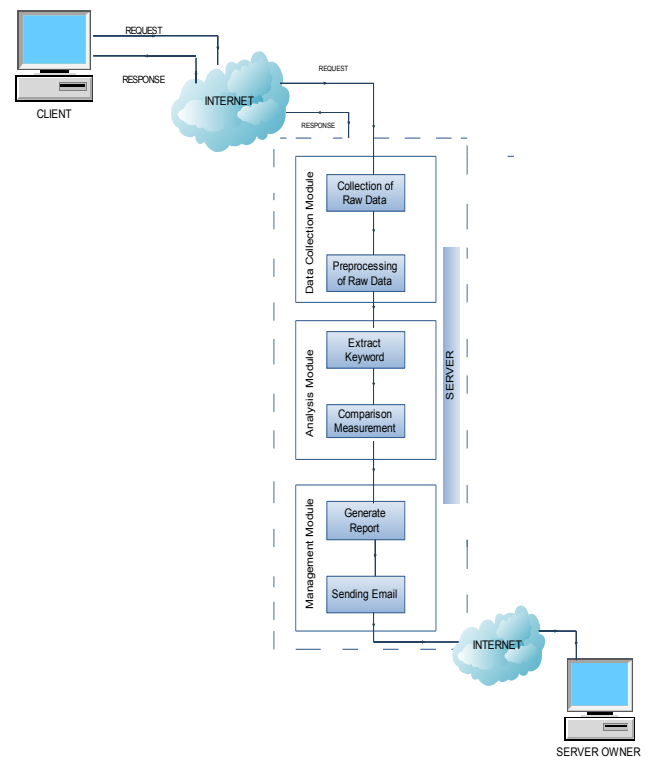 REQUEST
RESPONSE
CLIENT
INTERNET
REQUEST
RESPONSE
Data Collection Module
Collection of
Raw Data
Preprocessing
of Raw Data
Analysis Module
Extract
Keyword
Comparison
Measurement
SERVER
Management Module
Generate
Report
Sending Email
INTERNET
SERVER OWNER